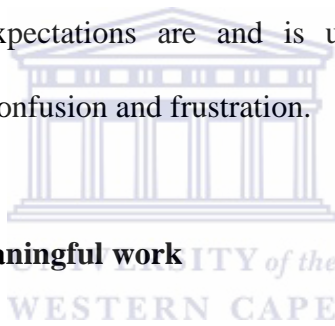 xpectations are and is u
onfusion and frustration.
aningful work
UNIVERSITY of the
WESTERN CAPE